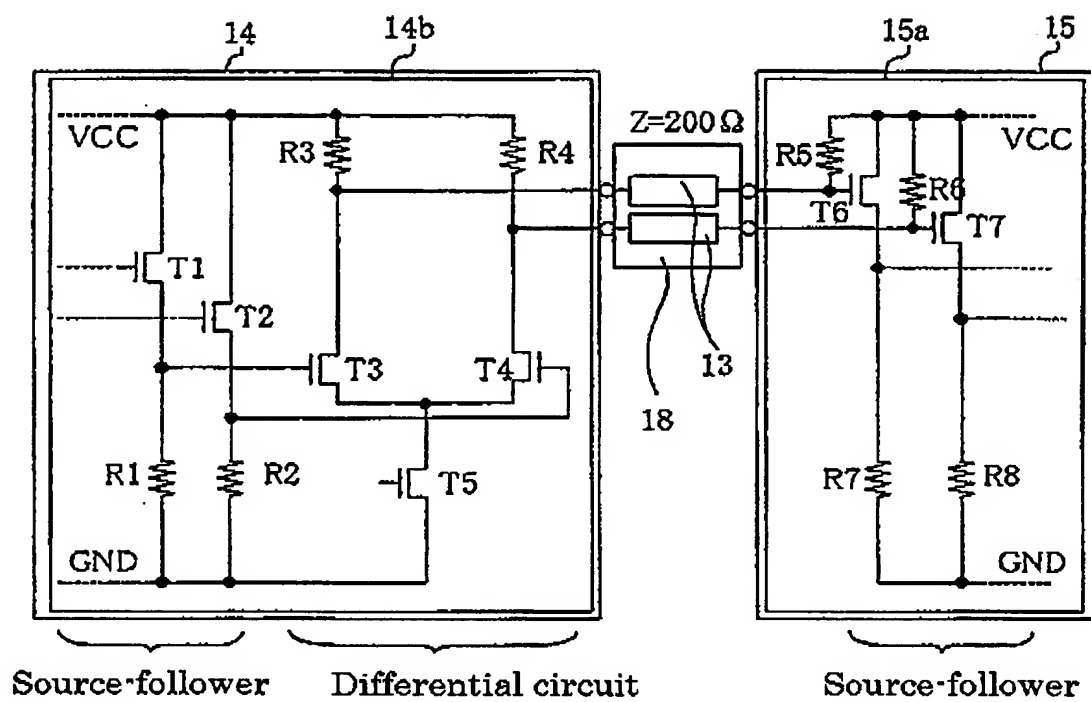 14
14b
15a
15
VCC
R3
R4
Z=200 Ω
R5
R6
VCC
T6
T7
T1
T2
T3
T4
13
18
R1
R2
T5
R7
R8
GND
GND
Source-follower
Differential circuit
Source-follower